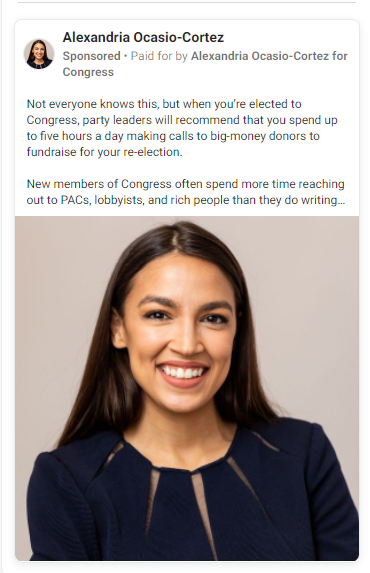 Alexandria Ocasio-Cortez
Sponsored • Paid for by Alexandria Ocasio-Cortez for
Congress
Not everyone knows this, but when you’re elected to
Congress, party leaders will recommend that you spend up
to five hours a day making calls to big-money donors to
fundraise for your re-election.
New members of Congress often spend more time reaching
out to PACs, lobbyists, and rich people than they do writing...